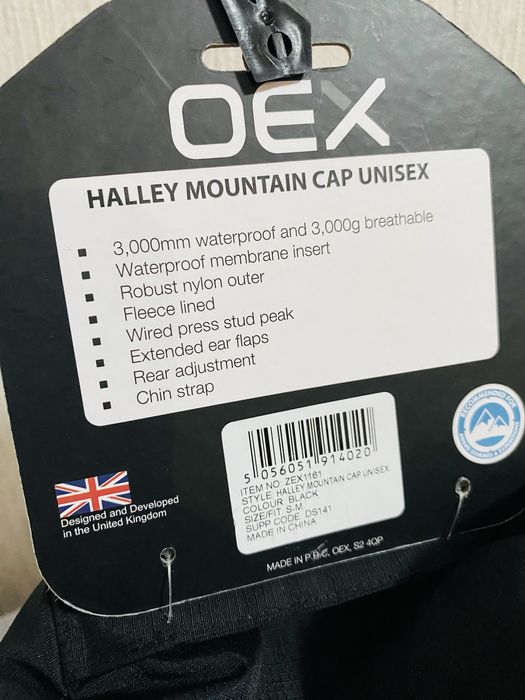 OEX
HALLEY MOUNTAIN CAP UNISEX
3,000mm waterproof and 3,000g breathable
Waterproof membrane insert
Robust nylon outer
Fleece lined
Wired press stud peak
Extended ear flaps
Rear adjustment
Chin strap
RECOMMENDED FOR
5 056051 914020
ITEM NO. ZEX1161
STYLE HALLEY MOUNTAIN CAP UNISEX
COLOUR BLACK
SIZE/FIT S-M
SUPP CODE DS141
MADE IN CHINA
Designed and Developed
in the United Kingdom
MADE IN P.R.C, OEX, S2 4QP